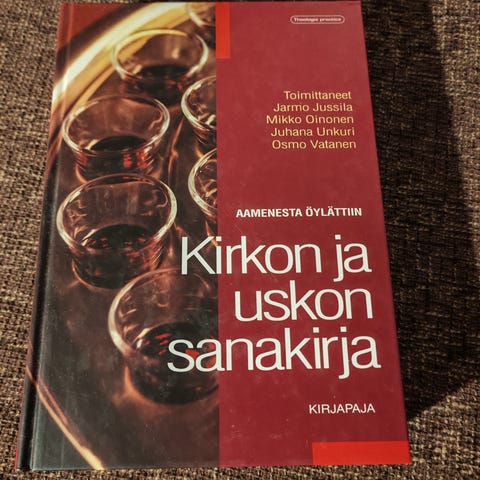 Theologia practica
Toimittaneet
Jarmo Jussila
Mikko Oinonen
Juhana Unkuri
Osmo Vatanen
AAMENESTA ÖYLÄTTIIN
Kirkon ja
uskon
sanakirja
KIRJAPAJA